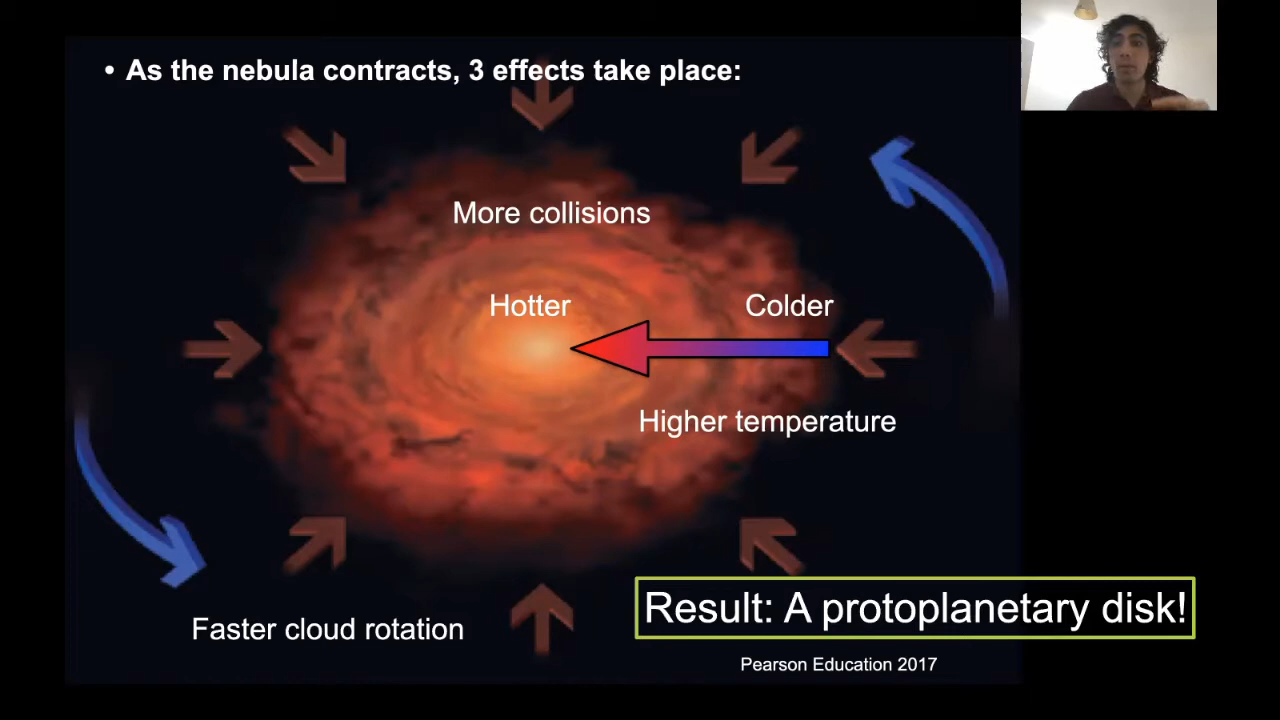 • As the nebula contracts, 3 effects take place:
More collisions
Hotter
Colder
Higher temperature
Faster cloud rotation
Result: A protoplanetary disk!
Pearson Education 2017